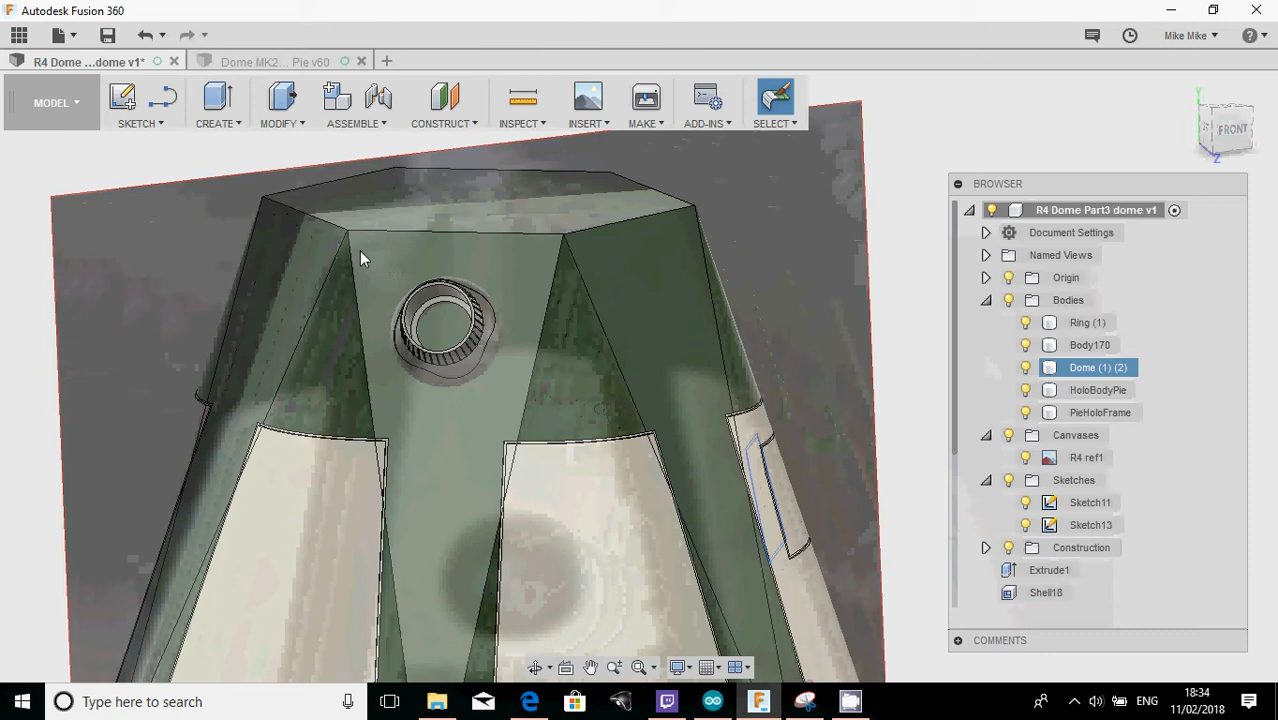 Autodesk Fusion 360
Mike Mike
R4 Dome ...dome v1*
Dome MK2... Pie v60
MODEL
SKETCH
CREATE
MODIFY
ASSEMBLE
CONSTRUCT
INSPECT
INSERT
MAKE
ADD-INS
SELECT
Y
FRONT
Z
BROWSER
R4 Dome Part3 dome v1
Document Settings
Named Views
Origin
Bodies
Ring (1)
Body170
Dome (1) (2)
HoloBodyPie
PieHoloFrame
Canvases
R4 ref1
Sketches
Sketch11
Sketch13
Construction
Extrude1
Shell18
COMMENTS
Type here to search
ENG
18:34
11/02/2018